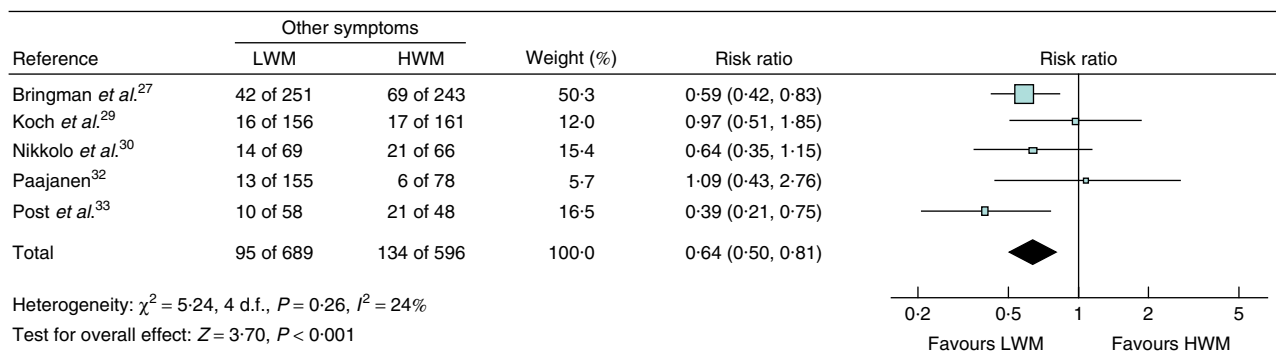 Other symptoms
Reference LWM HWM Weight (%) Risk ratio Risk ratio
Bringman et al.27 42 of 251 69 of 243 50·3 0·59 (0·42, 0·83)
Koch et al.29 16 of 156 17 of 161 12·0 0·97 (0·51, 1·85)
Nikkolo et al.30 14 of 69 21 of 66 15·4 0·64 (0·35, 1·15)
Paajanen32 13 of 155 6 of 78 5·7 1·09 (0·43, 2·76)
Post et al.33 10 of 58 21 of 48 16·5 0·39 (0·21, 0·75)
Total 95 of 689 134 of 596 100·0 0·64 (0·50, 0·81)
Heterogeneity: χ2 = 5·24, 4 d.f., P = 0·26, I2 = 24%
Test for overall effect: Z = 3·70, P < 0·001
0·2 0·5 1 2 5
Favours LWM Favours HWM